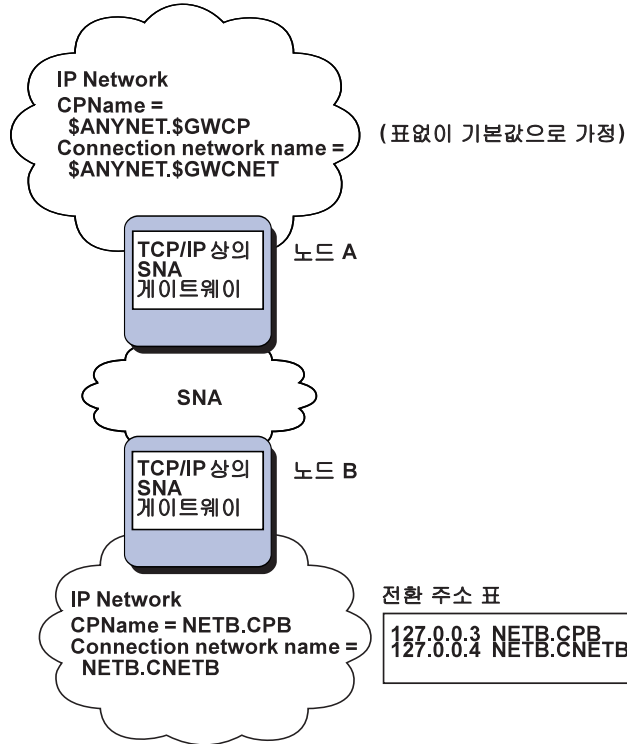 IP Network
CPName =
$ANYNET.$GWCP
Connection network name =
$ANYNET.$GWCNET
(표없이 기본값으로 가정)
TCP/IP 상의
SNA
게이트웨이
노드 A
SNA
TCP/IP 상의
SNA
게이트웨이
노드 B
IP Network
CPName = NETB.CPB
Connection network name =
NETB.CNETB
전환 주소 표
127.0.0.3 NETB.CPB
127.0.0.4 NETB.CNETB